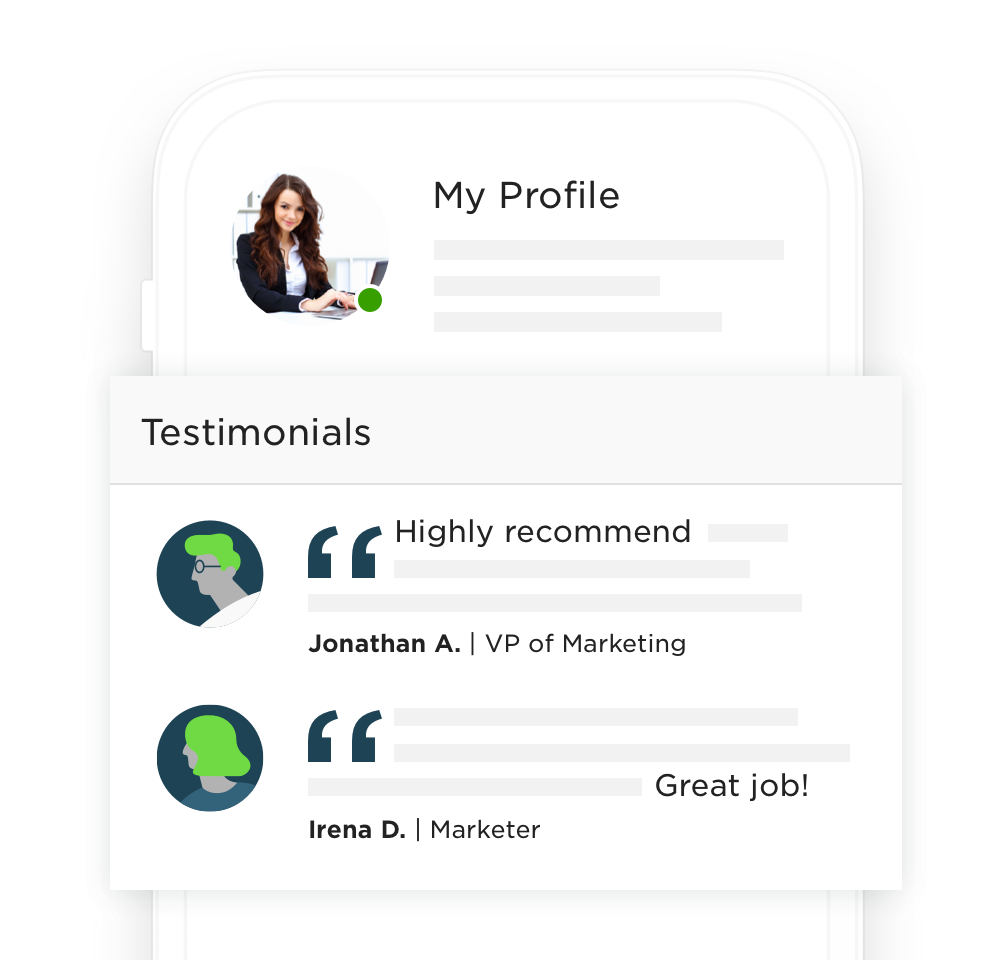 My Profile
Testimonials
Highly recommend
Jonathan A. | VP of Marketing
Great job!
Irena D. | Marketer